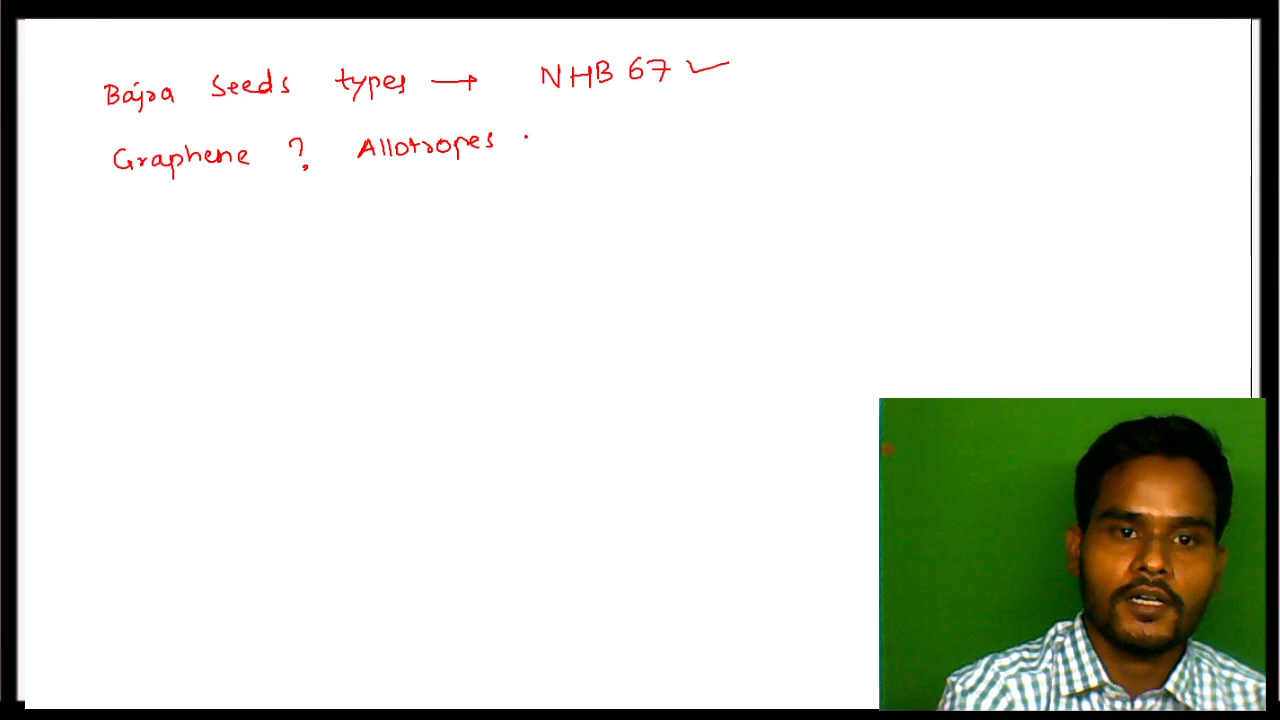 Bajra Seeds types → NHB 67 ✓
Graphene ? Allotropes .